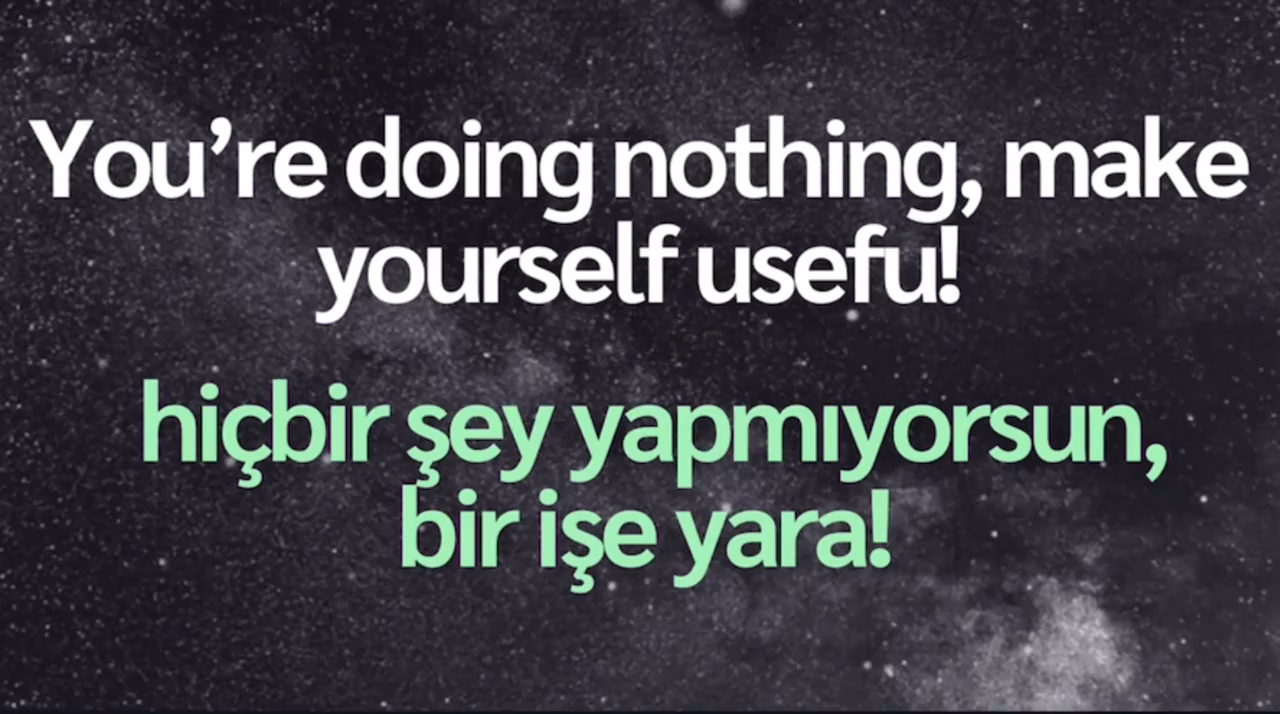 You're doing nothing, make
yourself usefu!
hiçbir şey yapmıyorsun,
bir işe yara!